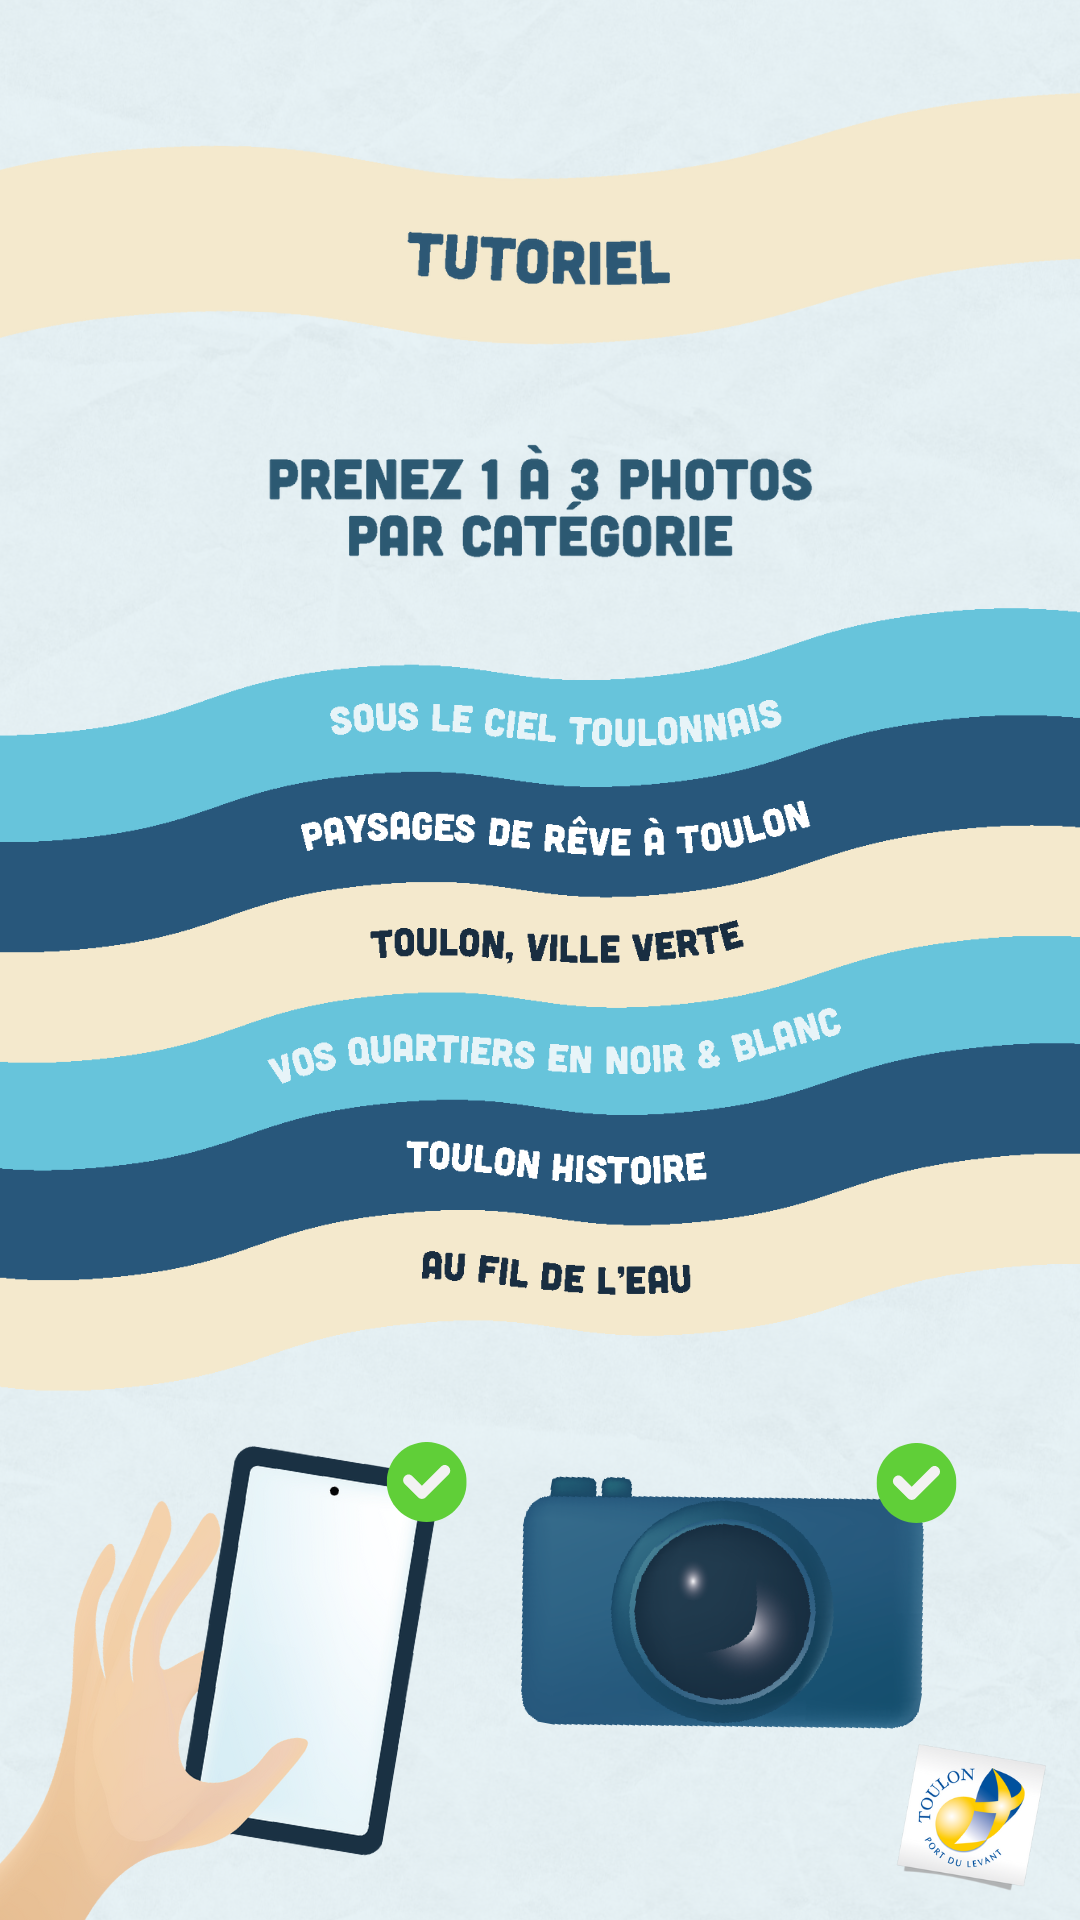 TUTORIEL
PRENEZ 1 À 3 PHOTOS
PAR CATÉGORIE
SOUS LE CIEL TOULONNAIS
PAYSAGES DE RÊVE À TOULON
TOULON, VILLE VERTE
VOS QUARTIERS EN NOIR & BLANC
TOULON HISTOIRE
AU FIL DE L'EAU
TOULON
PORT DU LEVANT